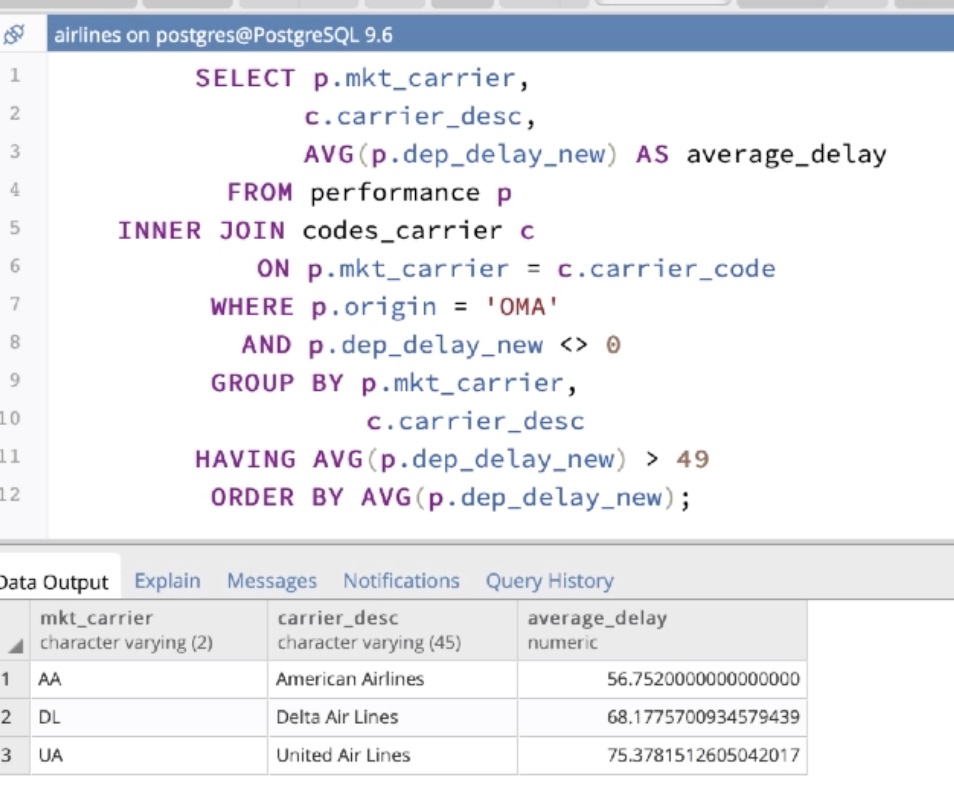 airlines on postgres@PostgreSQL 9.6
1 SELECT p.mkt_carrier,
2 c.carrier_desc,
3 AVG(p.dep_delay_new) AS average_delay
4 FROM performance p
5 INNER JOIN codes_carrier c
6 ON p.mkt_carrier = c.carrier_code
7 WHERE p.origin = 'OMA'
8 AND p.dep_delay_new <> 0
9 GROUP BY p.mkt_carrier,
10 c.carrier_desc
11 HAVING AVG(p.dep_delay_new) > 49
12 ORDER BY AVG(p.dep_delay_new);
Data Output Explain Messages Notifications Query History
mkt_carrier carrier_desc average_delay
character varying (2) character varying (45) numeric
1 AA American Airlines 56.7520000000000000
2 DL Delta Air Lines 68.1775700934579439
3 UA United Air Lines 75.3781512605042017